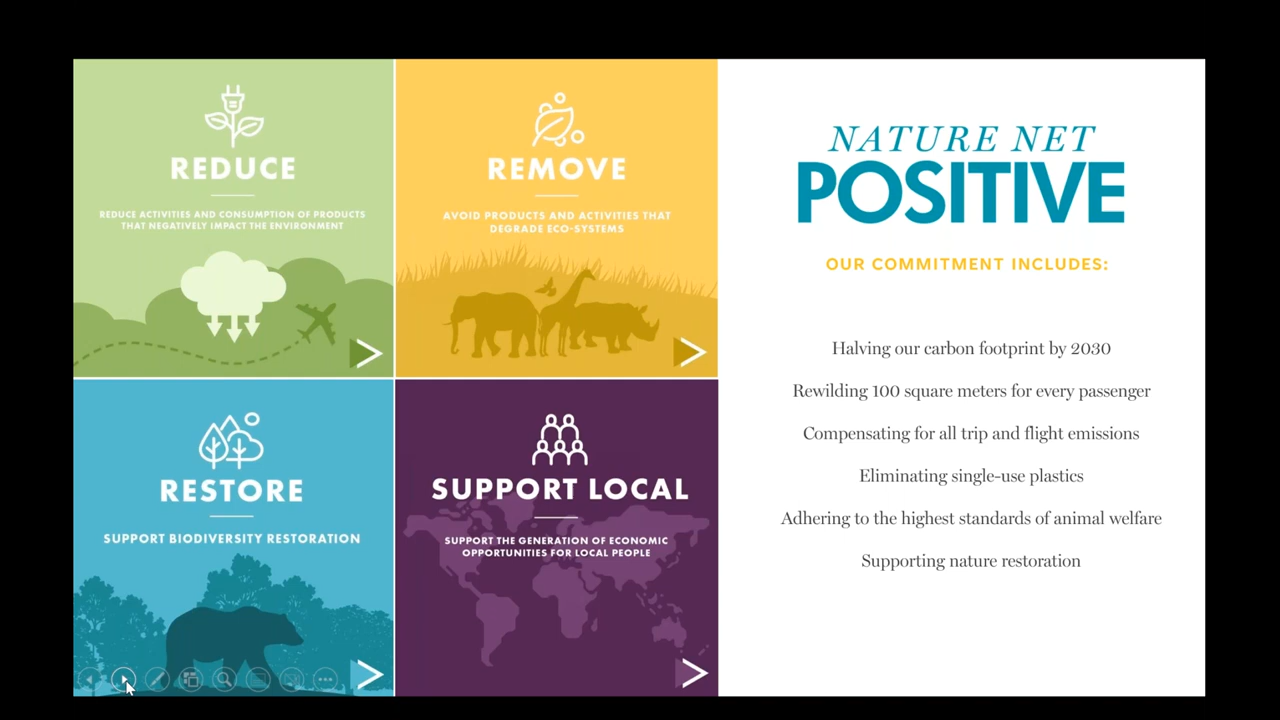 REDUCE
REDUCE ACTIVITIES AND CONSUMPTION OF PRODUCTS
THAT NEGATIVELY IMPACT THE ENVIRONMENT
REMOVE
AVOID PRODUCTS AND ACTIVITIES THAT
DEGRADE ECO-SYSTEMS
RESTORE
SUPPORT BIODIVERSITY RESTORATION
SUPPORT LOCAL
SUPPORT THE GENERATION OF ECONOMIC
OPPORTUNITIES FOR LOCAL PEOPLE
NATURE NET
POSITIVE
OUR COMMITMENT INCLUDES:
Halving our carbon footprint by 2030
Rewilding 100 square meters for every passenger
Compensating for all trip and flight emissions
Eliminating single-use plastics
Adhering to the highest standards of animal welfare
Supporting nature restoration